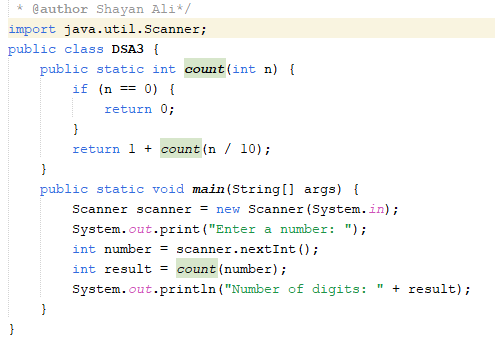 * @author Shayan Ali*/
import java.util.Scanner;
public class DSA3 {
    public static int count(int n) {
        if (n == 0) {
            return 0;
        }
        return 1 + count(n / 10);
    }
    public static void main(String[] args) {
        Scanner scanner = new Scanner(System.in);
        System.out.print("Enter a number: ");
        int number = scanner.nextInt();
        int result = count(number);
        System.out.println("Number of digits: " + result);
    }
}